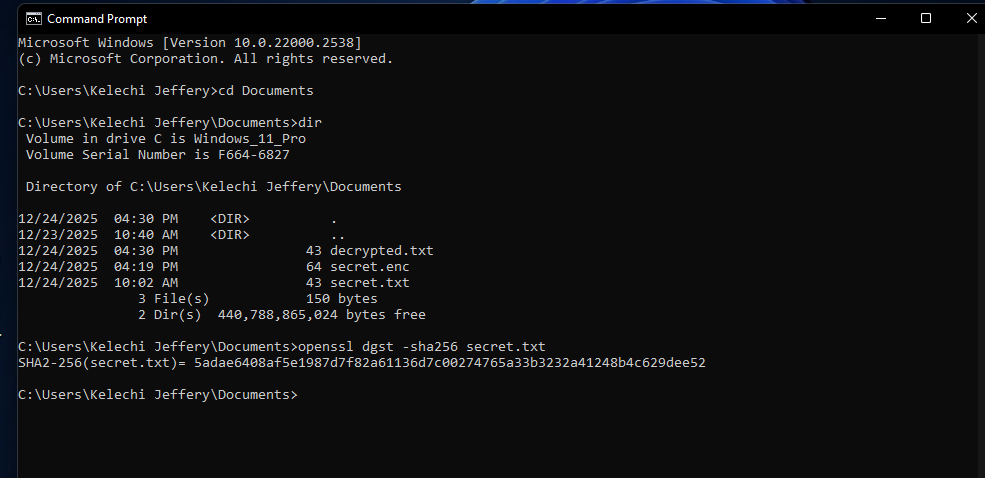 Command Prompt
Microsoft Windows [Version 10.0.22000.2538]
(c) Microsoft Corporation. All rights reserved.
C:\Users\Kelechi Jeffery>cd Documents
C:\Users\Kelechi Jeffery\Documents>dir
Volume in drive C is Windows_11_Pro
Volume Serial Number is F664-6827
Directory of C:\Users\Kelechi Jeffery\Documents
12/24/2025  04:30 PM    <DIR>          .
12/23/2025  10:40 AM    <DIR>          ..
12/24/2025  04:30 PM                43 decrypted.txt
12/24/2025  04:19 PM                64 secret.enc
12/24/2025  10:02 AM                43 secret.txt
3 File(s)            150 bytes
2 Dir(s)  440,788,865,024 bytes free
C:\Users\Kelechi Jeffery\Documents>openssl dgst -sha256 secret.txt
SHA2-256(secret.txt)= 5adae6408af5e1987d7f82a61136d7c00274765a33b3232a41248b4c629dee52
C:\Users\Kelechi Jeffery\Documents>